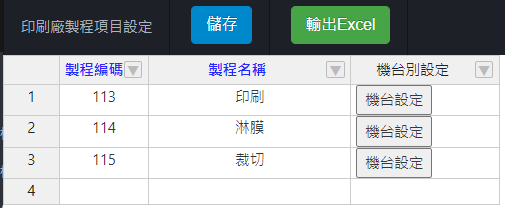 印刷廠製程項目設定 儲存 輸出Excel
製程編碼 製程名稱 機台別設定
1 113 印刷 機台設定
2 114 淋膜 機台設定
3 115 裁切 機台設定
4